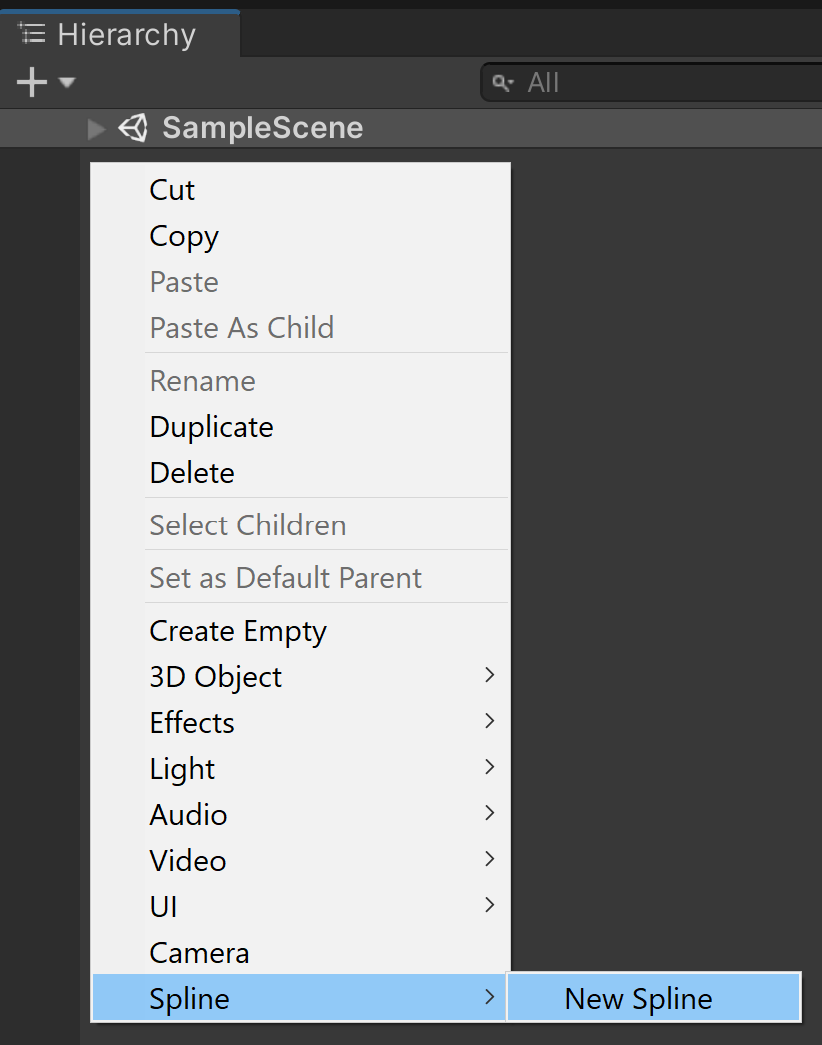 Hierarchy
All
SampleScene
Cut
Copy
Paste
Paste As Child
Rename
Duplicate
Delete
Select Children
Set as Default Parent
Create Empty
3D Object
Effects
Light
Audio
Video
UI
Camera
Spline
New Spline